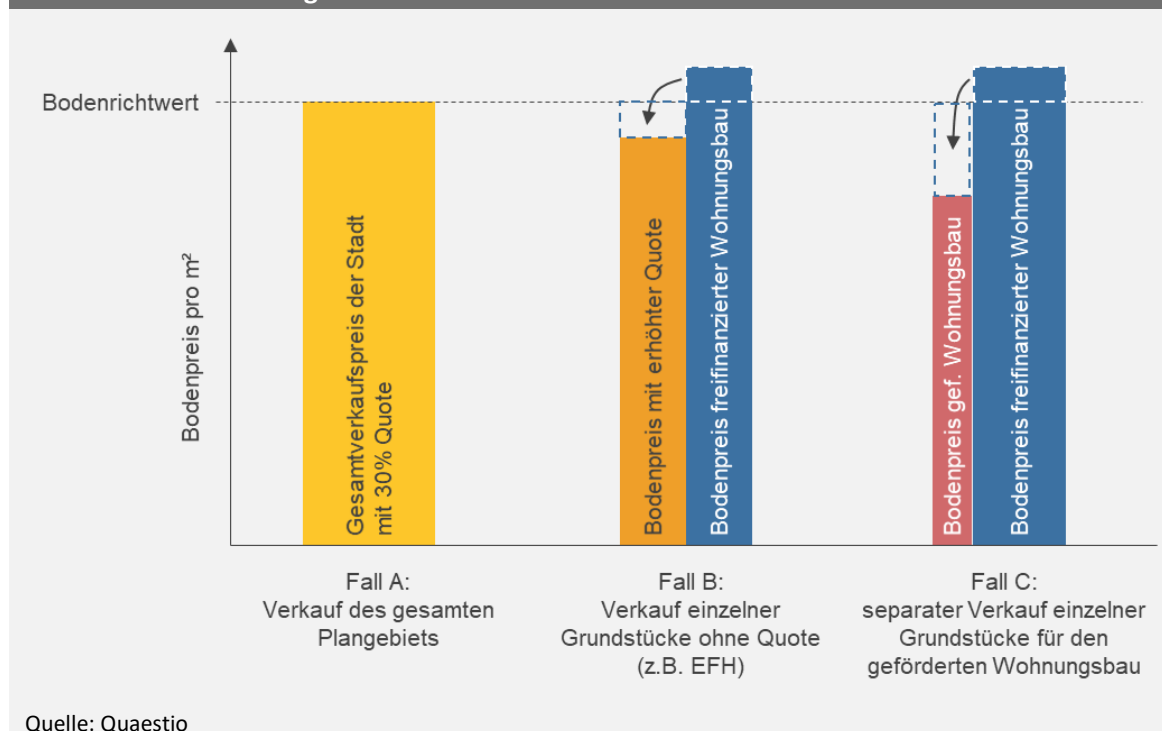 Bodenrichtwert
Bodenpreis pro m²
Gesamtverkaufspreis der Stadt
mit 30% Quote
Bodenpreis mit erhöhter Quote
Bodenpreis freifinanzierter Wohnungsbau
Bodenpreis gef. Wohnungsbau
Bodenpreis freifinanzierter Wohnungsbau
Fall A:
Verkauf des gesamten
Plangebiets
Fall B:
Verkauf einzelner
Grundstücke ohne Quote
(z.B. EFH)
Fall C:
separater Verkauf einzelner
Grundstücke für den
geförderten Wohnungsbau
Quelle: Quaestio